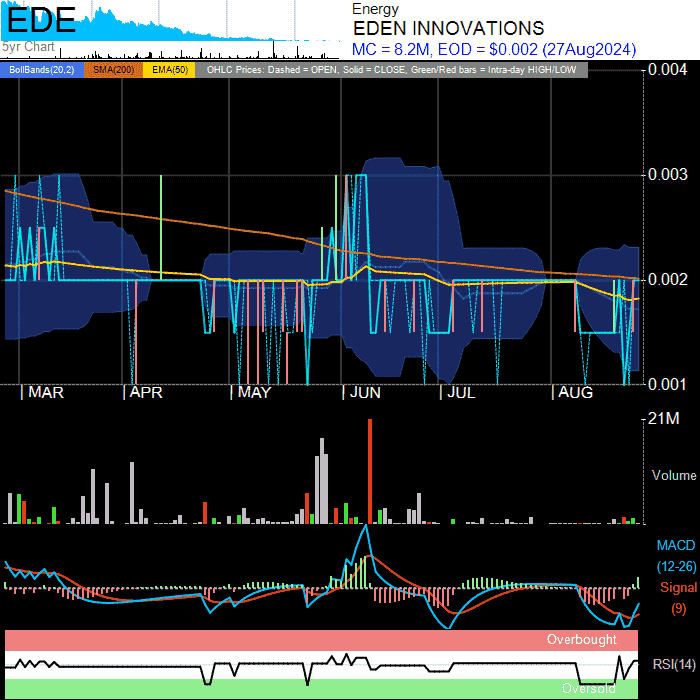 EDE
5yr Chart
Energy
EDEN INNOVATIONS
MC = 8.2M, EOD = $0.002 (27Aug2024)
BollBands(20,2) SMA(200) EMA(50) OHLC Prices: Dashed = OPEN, Solid = CLOSE, Green/Red bars = Intra-day HIGH/LOW
0.004
0.003
0.002
0.001
MAR APR MAY JUN JUL AUG
21M
Volume
MACD
(12-26)
Signal
(9)
Overbought
RSI(14)
Oversold